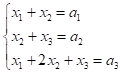 x₁ + x₂ = a₁
x₂ + x₃ = a₂
x₁ + 2x₂ + x₃ = a₃